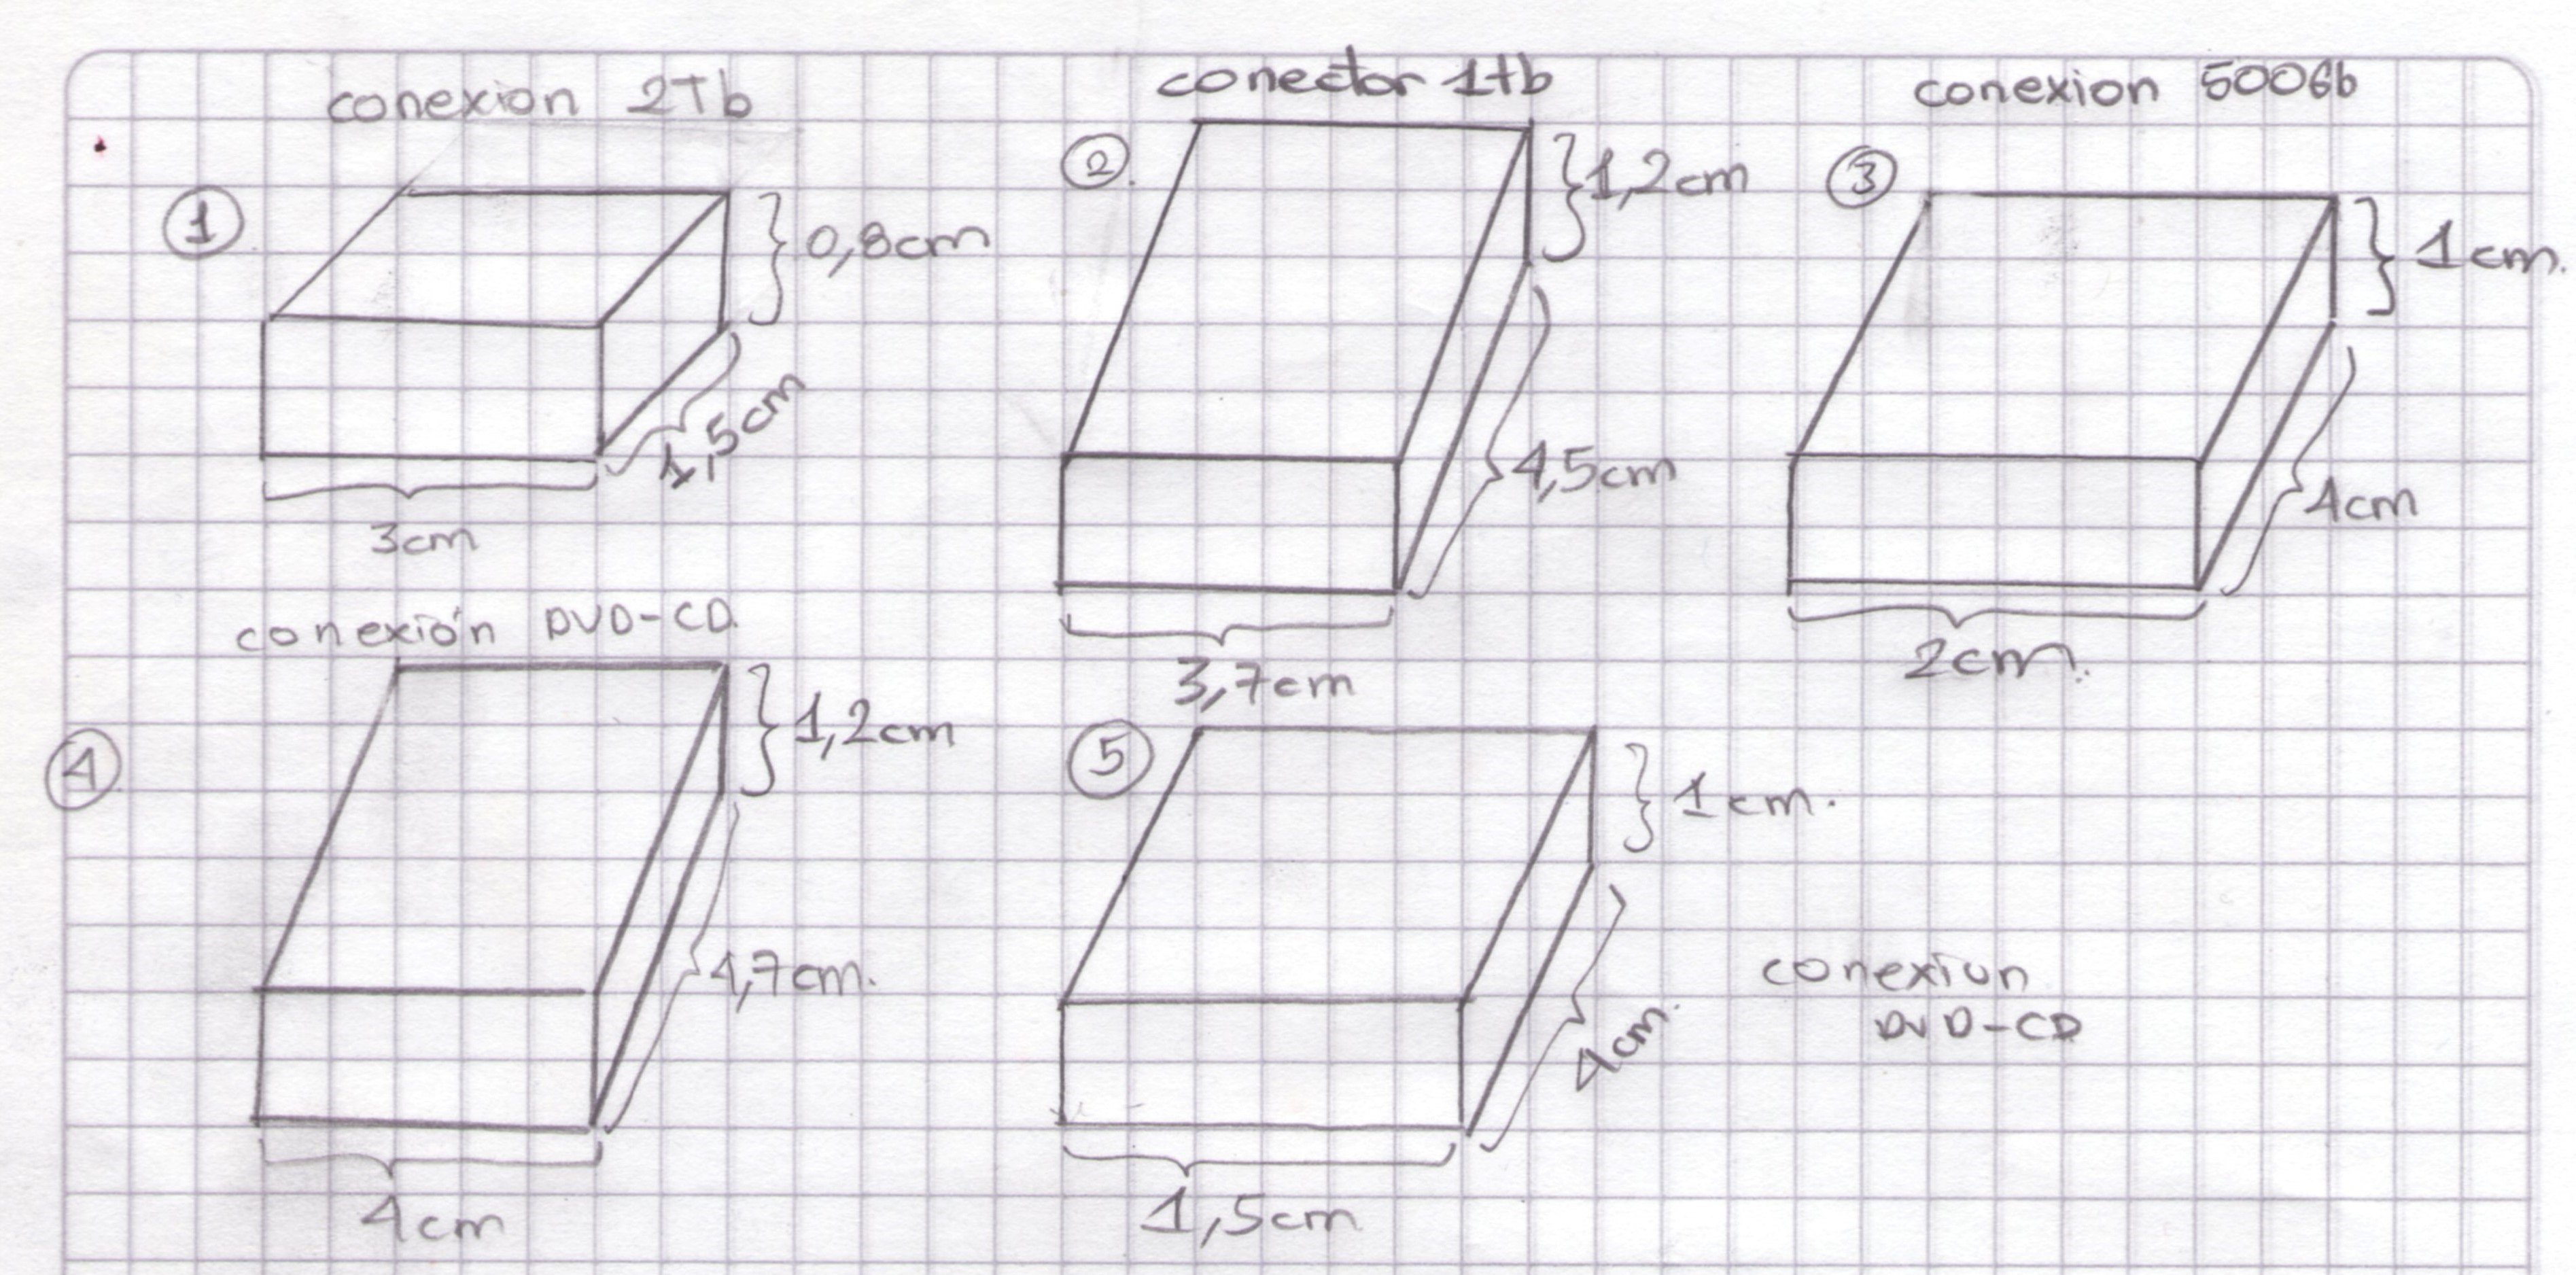 conexion 2Tb
conector 1tb
conexion 500Gb
1
0,8cm
1,5cm
3cm
2
1,2cm
4,5cm
3,7cm
3
1cm.
4cm
2cm.
conexión DVD-CD.
4
1,2cm
4,7cm.
4cm
5
1cm.
4cm.
1,5cm
conexiun
DVD-CD